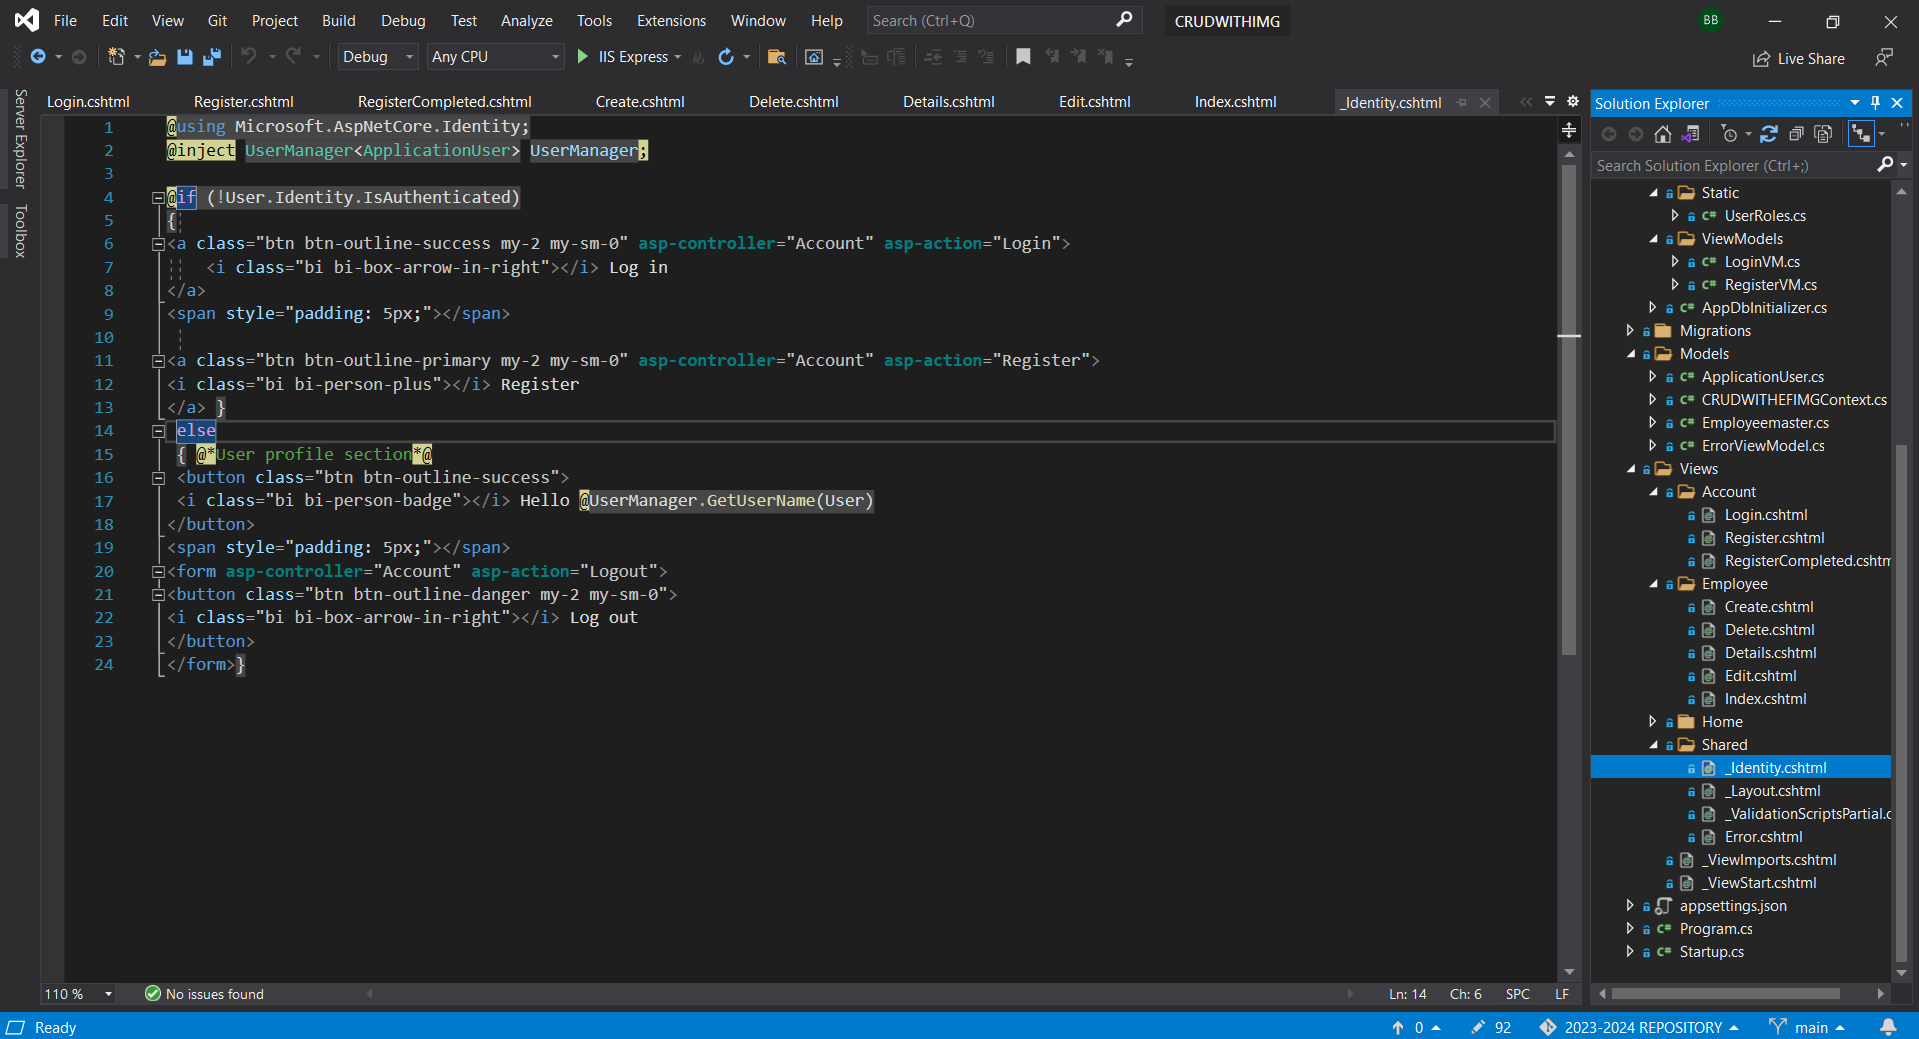 File Edit View Git Project Build Debug Test Analyze Tools Extensions Window Help Search (Ctrl+Q) CRUDWITHIMG BB
Debug Any CPU IIS Express Live Share
Server Explorer
Toolbox
Login.cshtml Register.cshtml RegisterCompleted.cshtml Create.cshtml Delete.cshtml Details.cshtml Edit.cshtml Index.cshtml _Identity.cshtml
1 @using Microsoft.AspNetCore.Identity;
2 @inject UserManager<ApplicationUser> UserManager;
3
4 @if (!User.Identity.IsAuthenticated)
5 {
6 <a class="btn btn-outline-success my-2 my-sm-0" asp-controller="Account" asp-action="Login">
7 <i class="bi bi-box-arrow-in-right"></i> Log in
8 </a>
9 <span style="padding: 5px;"></span>
10
11 <a class="btn btn-outline-primary my-2 my-sm-0" asp-controller="Account" asp-action="Register">
12 <i class="bi bi-person-plus"></i> Register
13 </a> }
14 else
15 { @*User profile section*@
16 <button class="btn btn-outline-success">
17 <i class="bi bi-person-badge"></i> Hello @UserManager.GetUserName(User)
18 </button>
19 <span style="padding: 5px;"></span>
20 <form asp-controller="Account" asp-action="Logout">
21 <button class="btn btn-outline-danger my-2 my-sm-0">
22 <i class="bi bi-box-arrow-in-right"></i> Log out
23 </button>
24 </form>}
110 % No issues found Ln: 14 Ch: 6 SPC LF
Solution Explorer
Search Solution Explorer (Ctrl+;)
Static
C# UserRoles.cs
ViewModels
C# LoginVM.cs
C# RegisterVM.cs
C# AppDbInitializer.cs
Migrations
Models
C# ApplicationUser.cs
C# CRUDWITHEFIMGContext.cs
C# Employeemaster.cs
C# ErrorViewModel.cs
Views
Account
Login.cshtml
Register.cshtml
RegisterCompleted.cshtm
Employee
Create.cshtml
Delete.cshtml
Details.cshtml
Edit.cshtml
Index.cshtml
Home
Shared
_Identity.cshtml
_Layout.cshtml
_ValidationScriptsPartial.c
Error.cshtml
_ViewImports.cshtml
_ViewStart.cshtml
appsettings.json
C# Program.cs
C# Startup.cs
Ready 0 92 2023-2024 REPOSITORY main